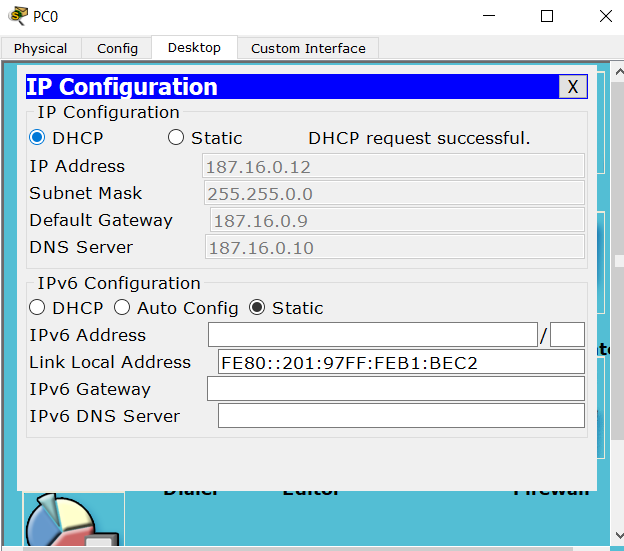 PC0
Physical Config Desktop Custom Interface
IP Configuration X
IP Configuration
DHCP Static DHCP request successful.
IP Address 187.16.0.12
Subnet Mask 255.255.0.0
Default Gateway 187.16.0.9
DNS Server 187.16.0.10
IPv6 Configuration
DHCP Auto Config Static
IPv6 Address /
Link Local Address FE80::201:97FF:FEB1:BEC2
IPv6 Gateway
IPv6 DNS Server
Dialer Editor Firewall